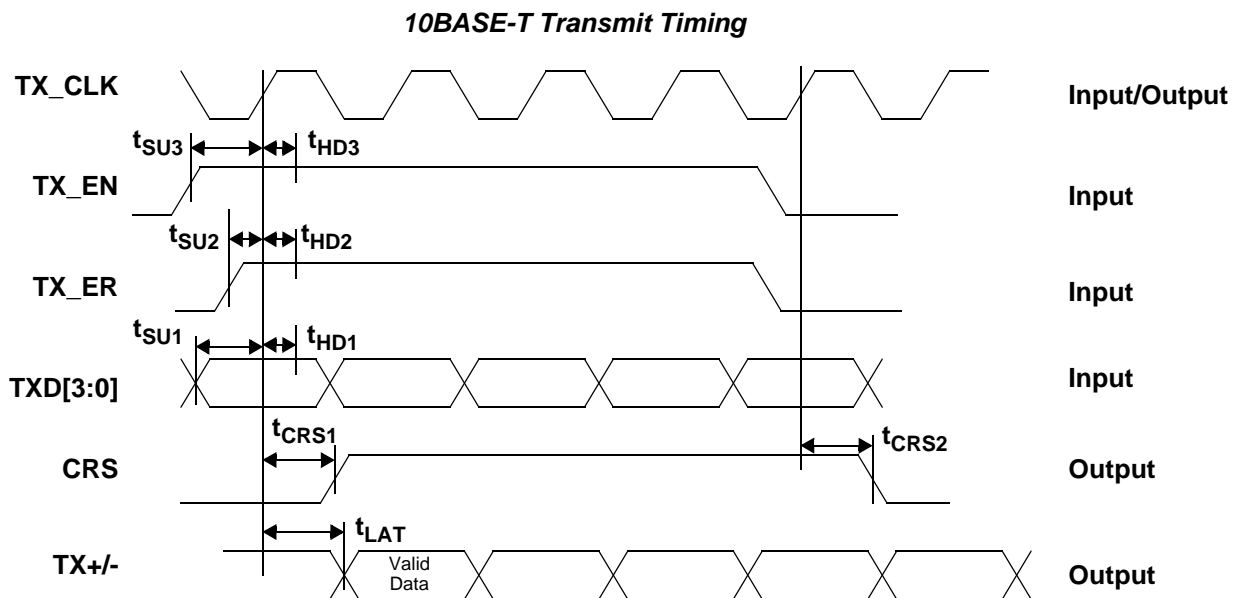 10BASE-T Transmit Timing
TX_CLK
Input/Output
tSU3
tHD3
TX_EN
Input
tSU2
tHD2
TX_ER
Input
tSU1
tHD1
TXD[3:0]
Input
tCRS1
tCRS2
CRS
Output
tLAT
TX+/-
Valid
Data
Output